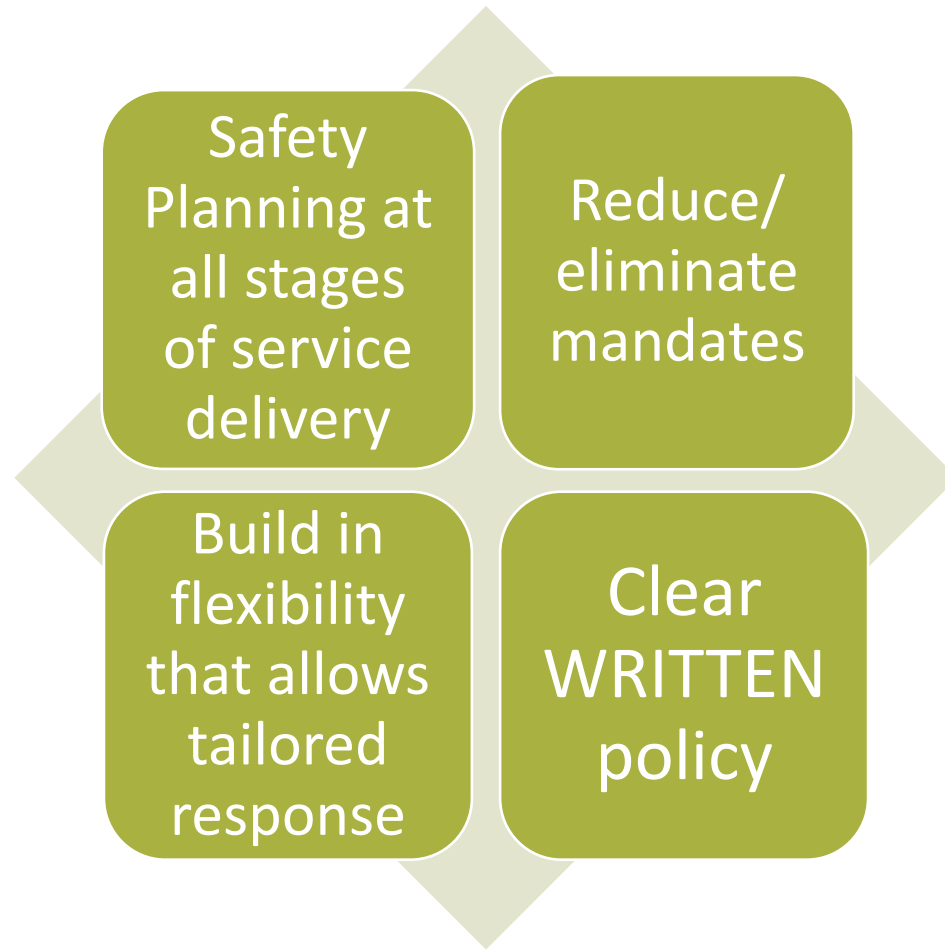 Safety
Planning at
all stages
of service
delivery
Reduce/
eliminate
mandates
Build in
flexibility
that allows
tailored
response
Clear
WRITTEN
policy